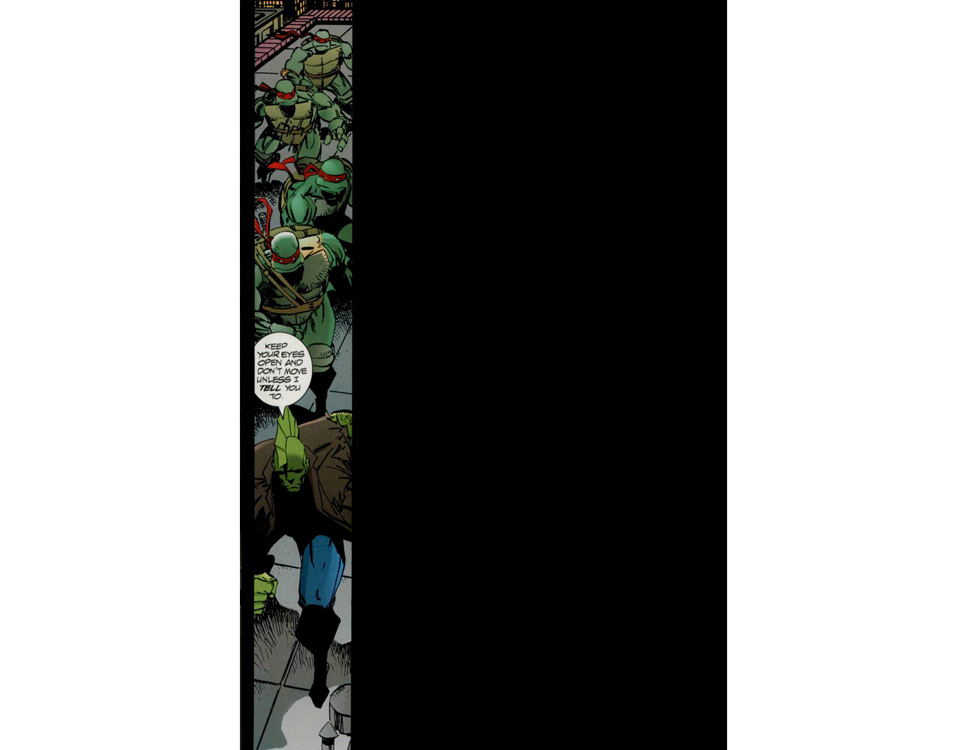 KEEP
YOUR EYES
OPEN AND
DON'T MOVE
UNLESS I
TELL YOU
TO.